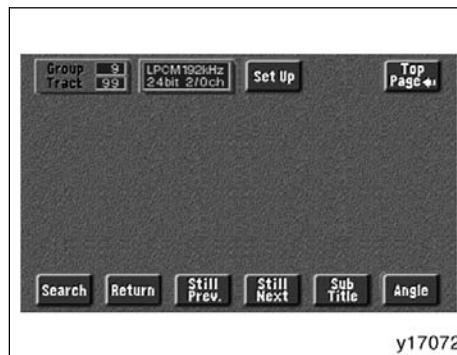 Group 9
Tract 99
LPCM192kHz
24bit 2/0ch
Set Up
Top
Page
Search
Return
Still
Prev.
Still
Next
Sub
Title
Angle
y17072